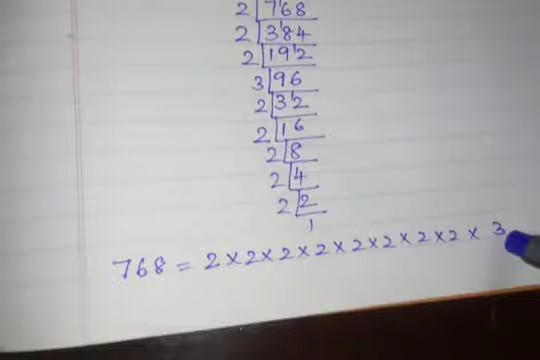 2 | 768
2 | 384
2 | 192
3 | 96
2 | 32
2 | 16
2 | 8
2 | 4
2 | 2
1
768 = 2 × 2 × 2 × 2 × 2 × 2 × 2 × 2 × 3